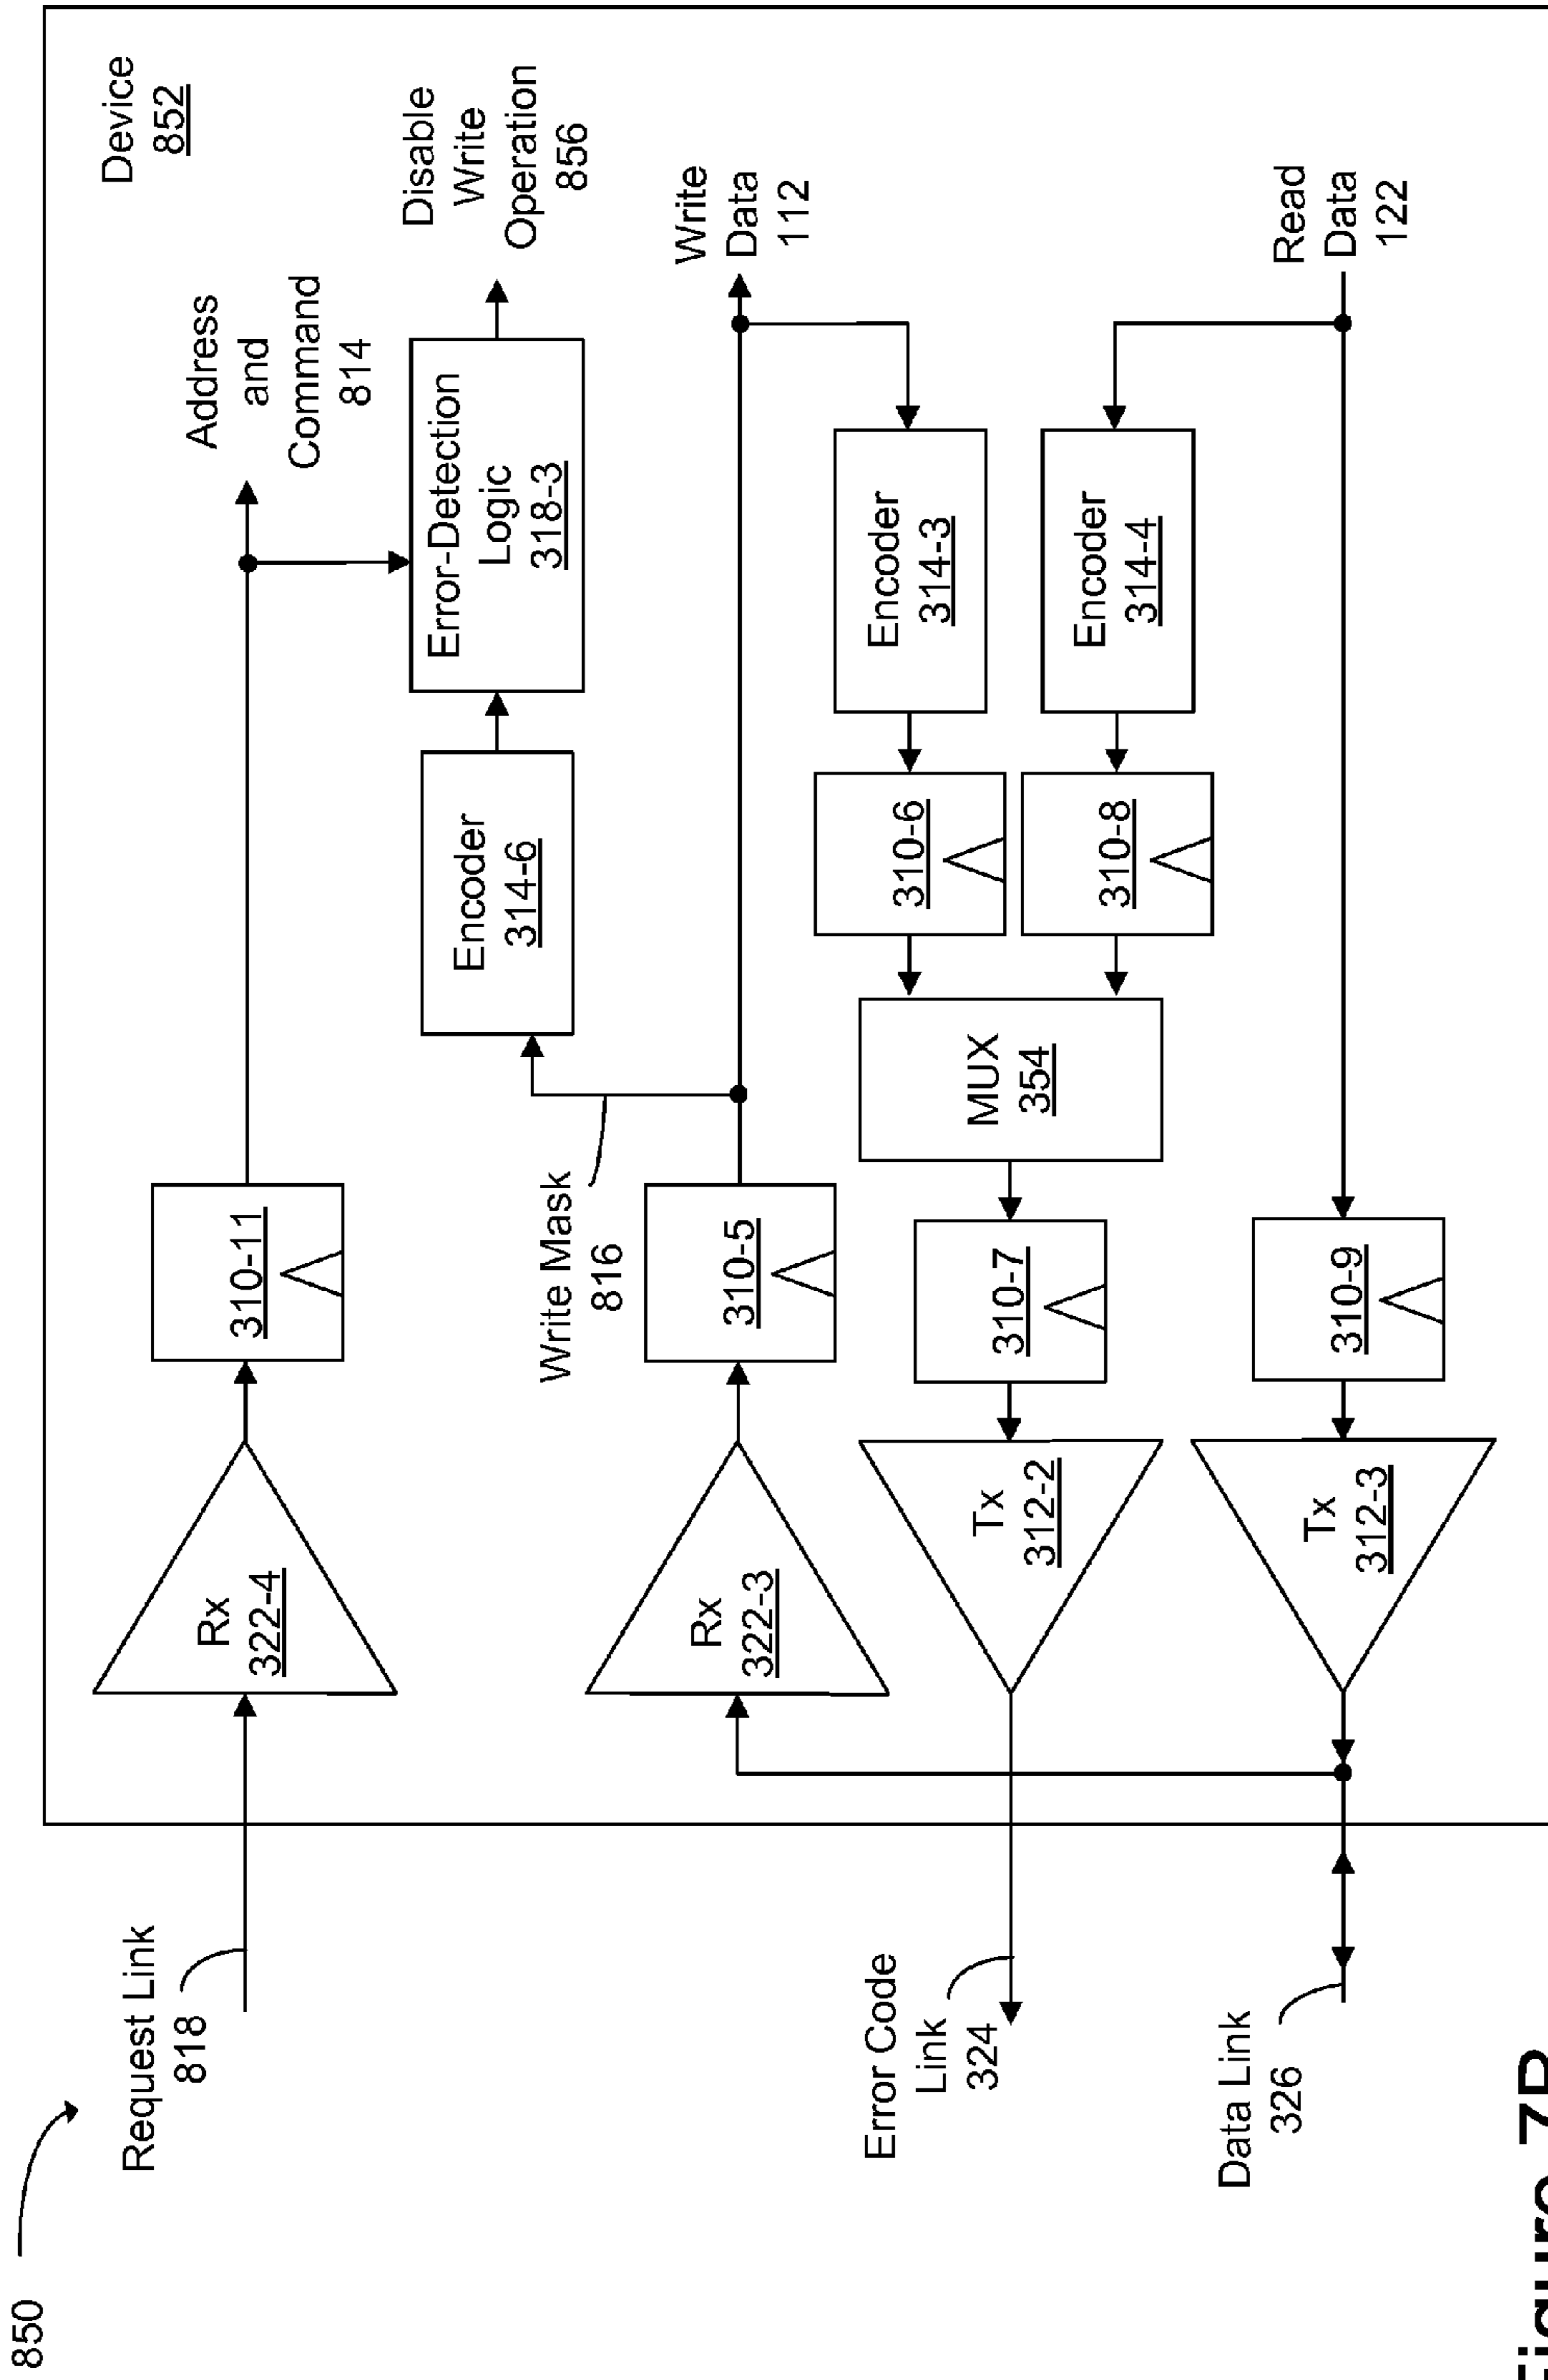 850
Request Link
818
Rx
322-4
310-11
Address
and
Command
814
Device
852
Error-Detection
Logic
318-3
Disable
Write
Operation
856
Encoder
314-6
Write Mask
816
Rx
322-3
310-5
Write
Data
112
Error Code
Link
324
Tx
312-2
310-7
MUX
354
310-6
Encoder
314-3
310-8
Encoder
314-4
Data Link
326
Tx
312-3
310-9
Read
Data
122
Figure 7B